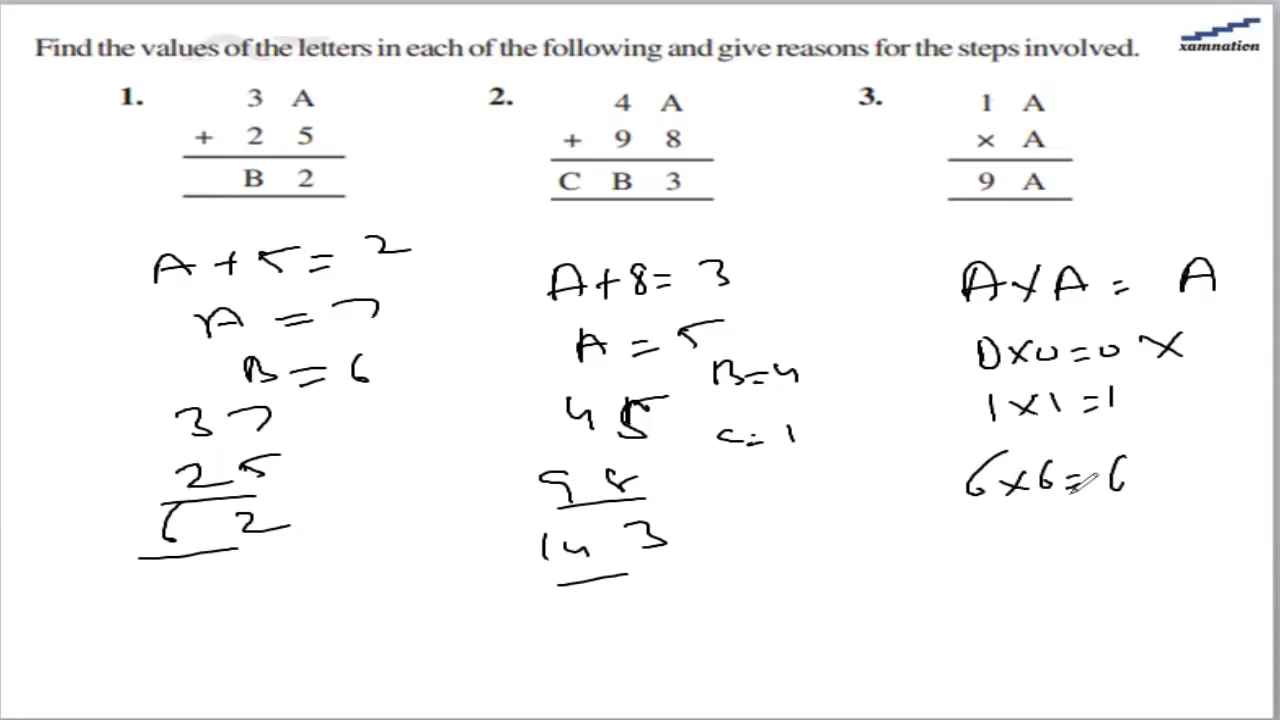 Find the values of the letters in each of the following and give reasons for the steps involved.
xamnation
1.
3 A
+ 2 5
B 2
2.
4 A
+ 9 8
C B 3
3.
1 A
× A
9 A
A + 5 = 2
A = 7
B = 6
3 7
2 5
6 2
A + 8 = 3
A = 5
B = 4
4 5
C = 1
9 8
1 4 3
A × A = A
0 × 0 = 0 ×
1 × 1 = 1
6 × 6 = 6